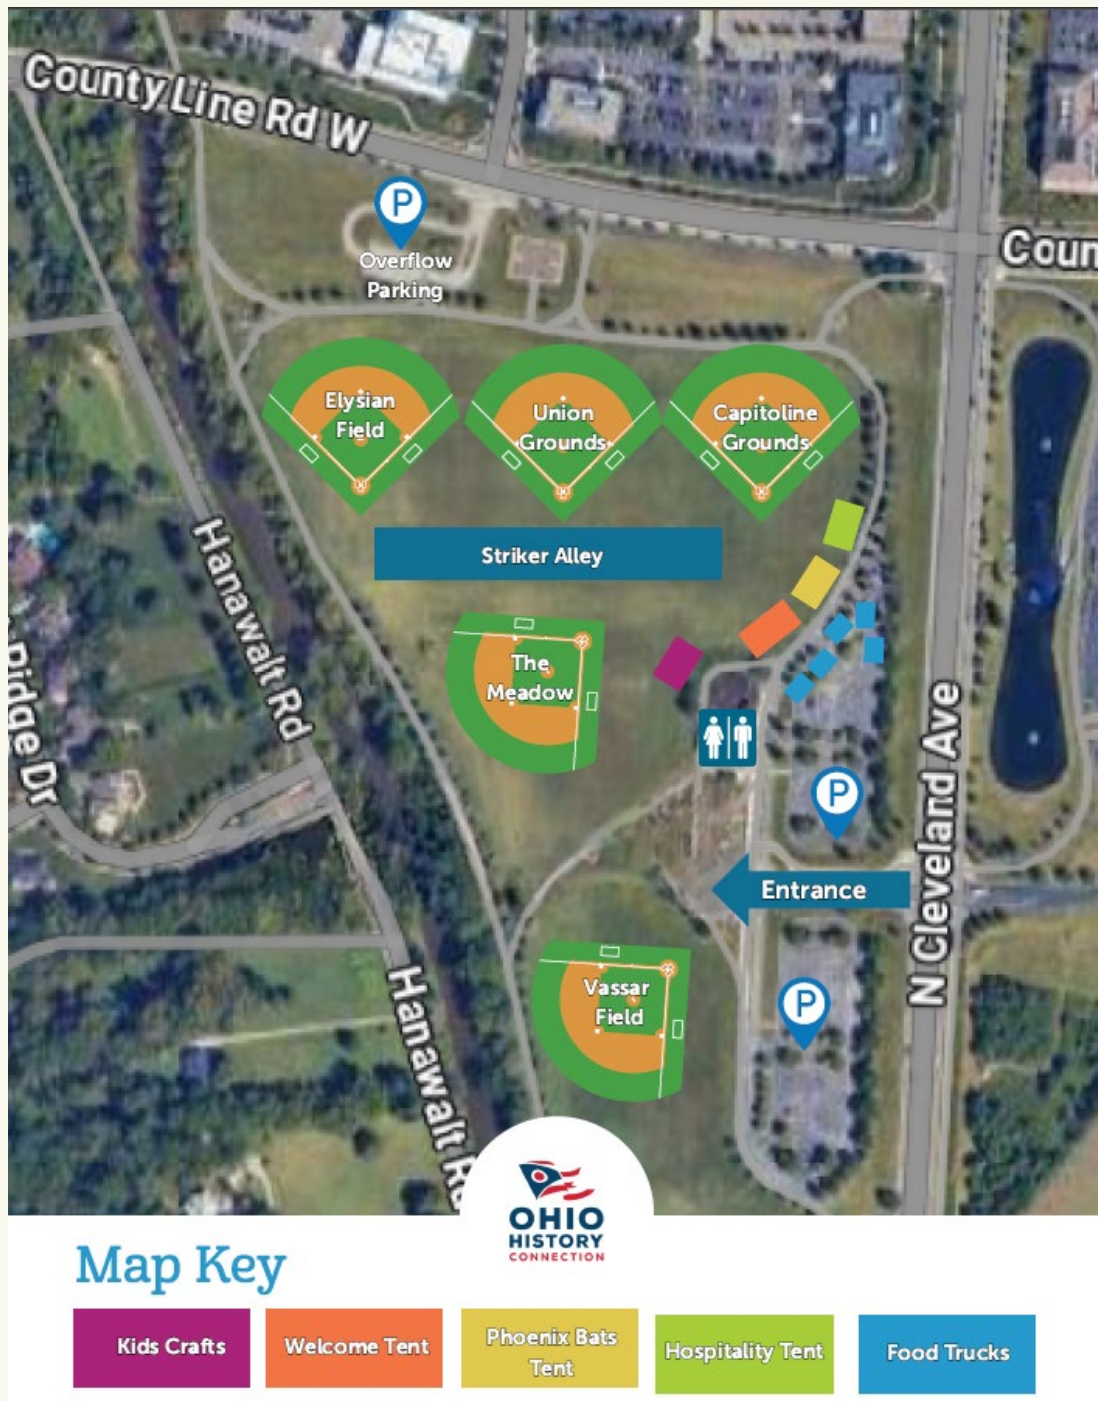 County Line Rd W
P
Overflow
Parking
Coun
Elysian
Field
Union
Grounds
Capitoline
Grounds
Striker Alley
Hanawalt Rd
The
Meadow
Ridge Dr
P
Entrance
N Cleveland Ave
Vassar
Field
P
Hanawalt R
OHIO
HISTORY
CONNECTION
Map Key
Kids Crafts
Welcome Tent
Phoenix Bats
Tent
Hospitality Tent
Food Trucks